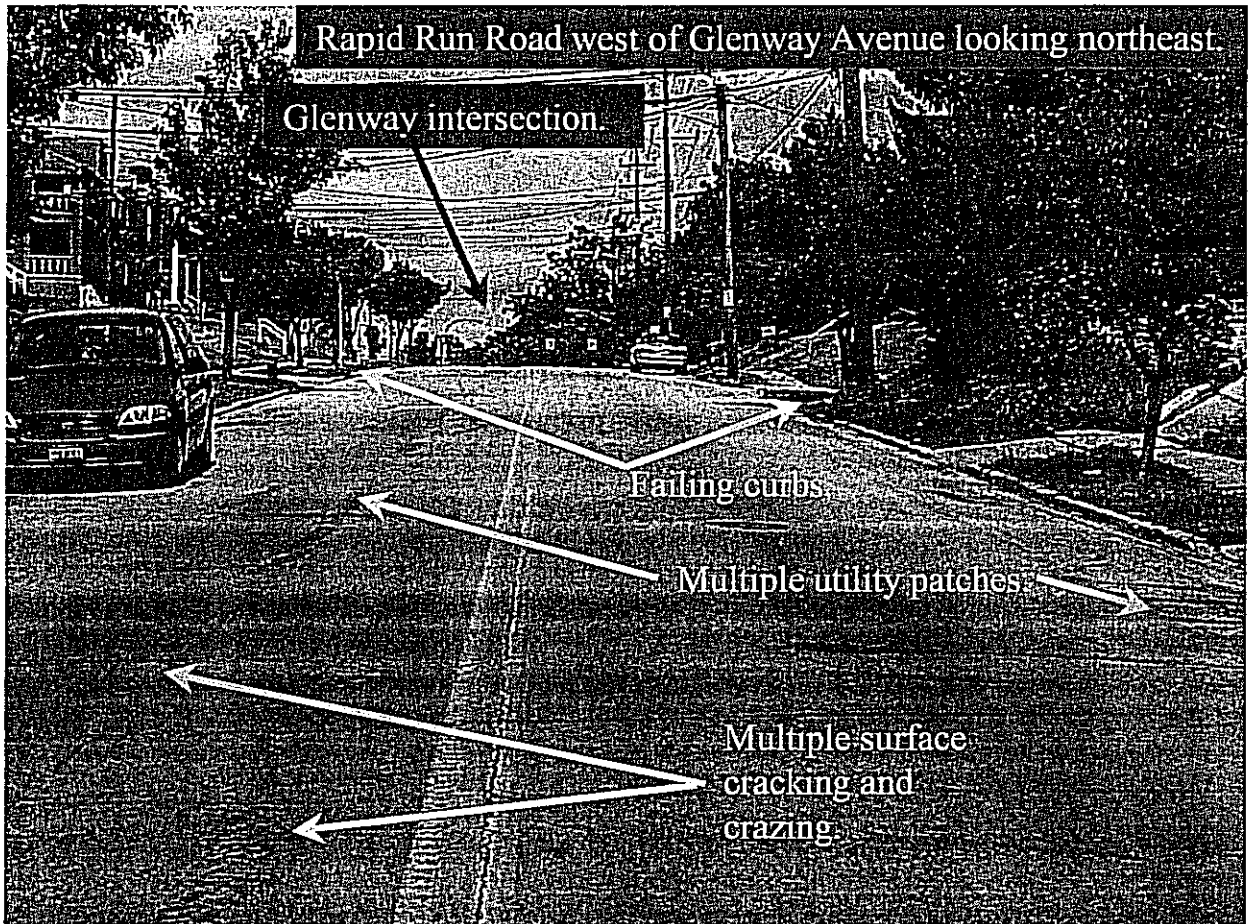 Rapid Run Road west of Glenway Avenue looking northeast.
Glenway intersection.
Failing curbs.
Multiple utility patches.
Multiple surface
cracking and
crazing.